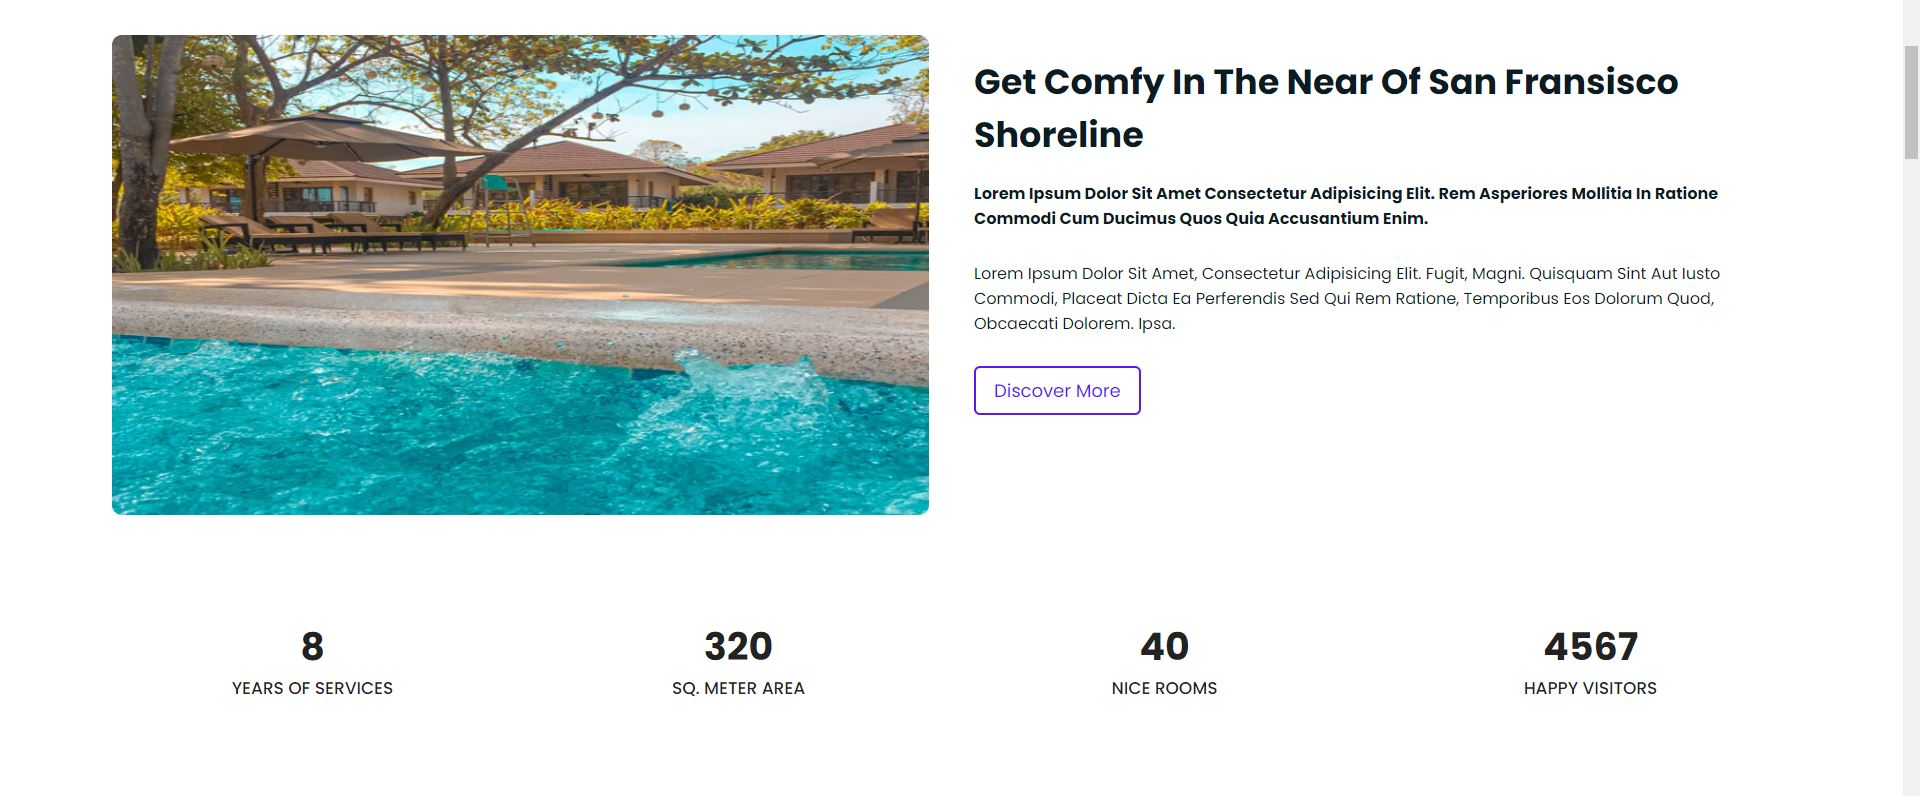 Get Comfy In The Near Of San Fransisco
Shoreline
Lorem Ipsum Dolor Sit Amet Consectetur Adipisicing Elit. Rem Asperiores Mollitia In Ratione
Commodi Cum Ducimus Quos Quia Accusantium Enim.
Lorem Ipsum Dolor Sit Amet, Consectetur Adipisicing Elit. Fugit, Magni. Quisquam Sint Aut Iusto
Commodi, Placeat Dicta Ea Perferendis Sed Qui Rem Ratione, Temporibus Eos Dolorum Quod,
Obcaecati Dolorem. Ipsa.
Discover More
8
YEARS OF SERVICES
320
SQ. METER AREA
40
NICE ROOMS
4567
HAPPY VISITORS